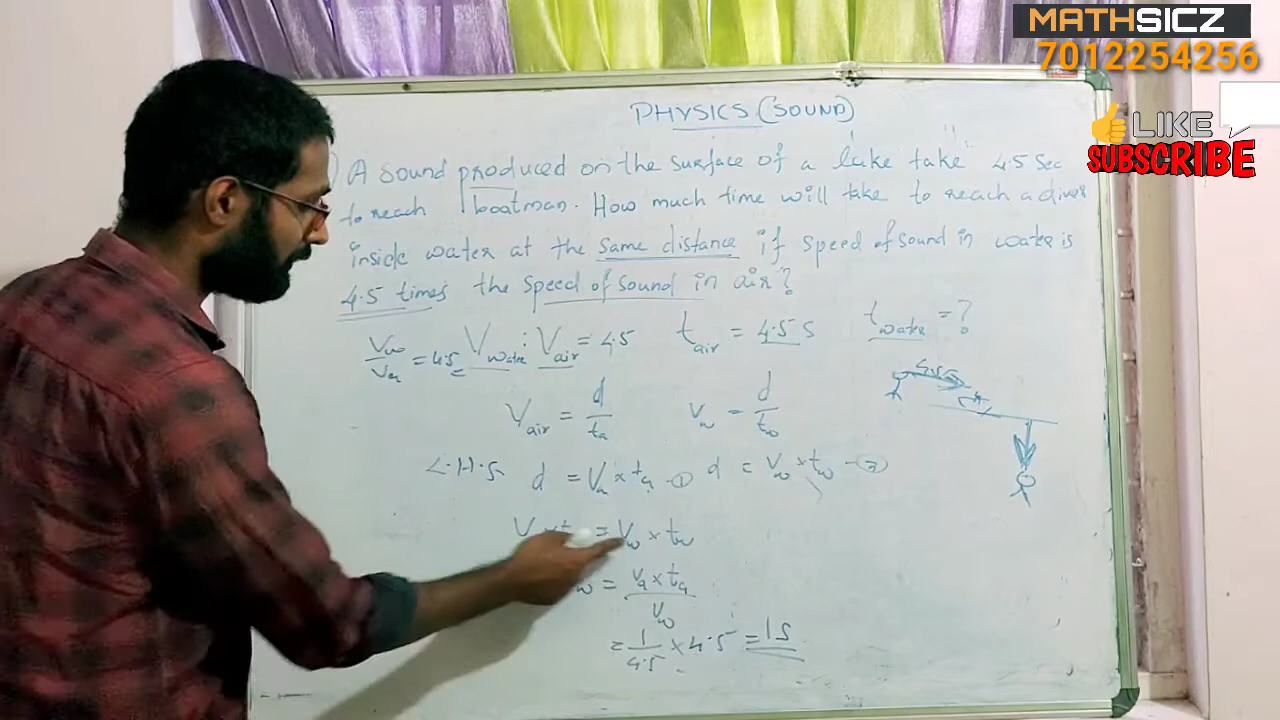 MATHSICZ
7012254256
LIKE
SUBSCRIBE
PHYSICS (SOUND)
) A sound produced on the surface of a lake take 4.5 sec
to reach boatman. How much time will take to reach a diver
inside water at the same distance if speed of sound in water is
4.5 times the speed of sound in air?
Vw/Va = 4.5 Vwater : Vair = 4.5 tair = 4.5 s twater = ?
4.5s
Vair = d/ta Vw = d/tw
L.H.S d = Va × ta -① d = Vw × tw -②
V = Vw × tw
w = Va × ta / Vw
= 1/4.5 × 4.5 = 1s